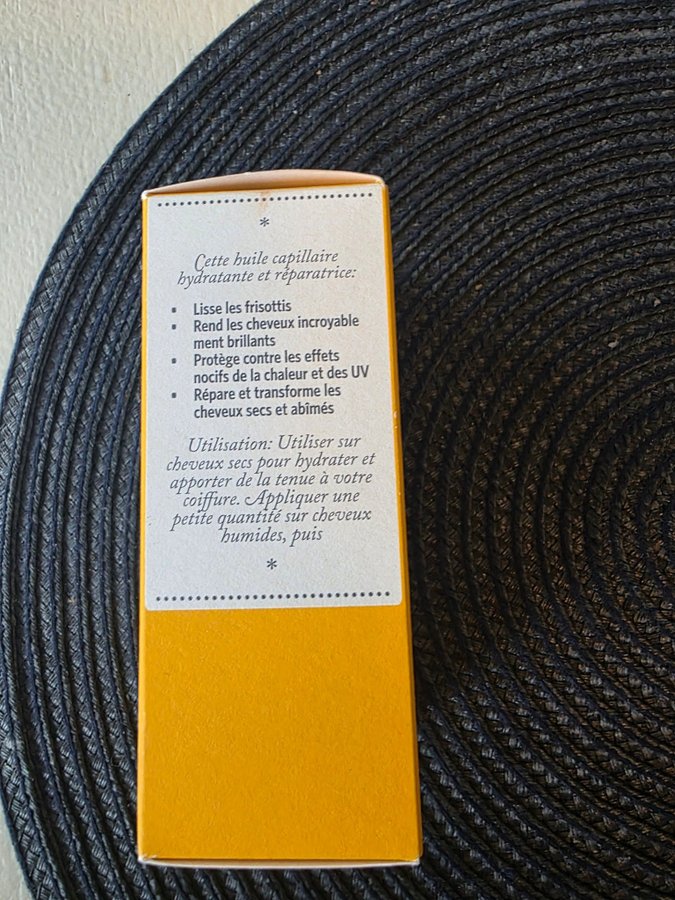 *
Cette huile capillaire
hydratante et réparatrice:
• Lisse les frisottis
• Rend les cheveux incroyable
ment brillants
• Protège contre les effets
nocifs de la chaleur et des UV
• Répare et transforme les
cheveux secs et abîmés
Utilisation: Utiliser sur
cheveux secs pour hydrater et
apporter de la tenue à votre
coiffure. Appliquer une
petite quantité sur cheveux
humides, puis
*